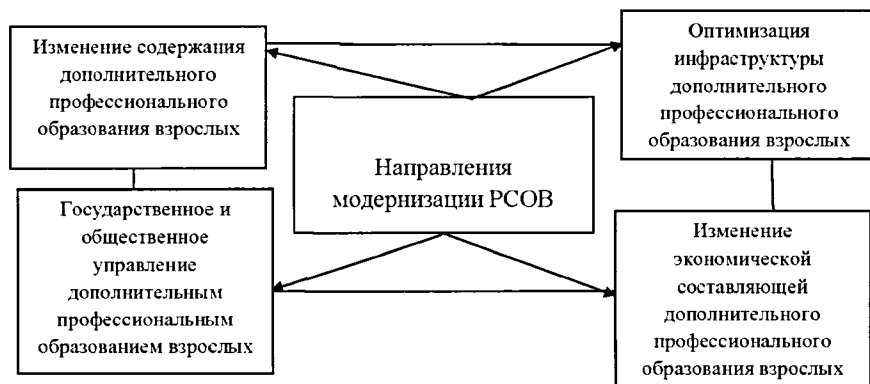 Изменение содержания
дополнительного
профессионального
образования взрослых
Оптимизация
инфраструктуры
дополнительного
профессионального
образования взрослых
Направления
модернизации РСОВ
Государственное и
общественное
управление
дополнительным
профессиональным
образованием взрослых
Изменение
экономической
составляющей
дополнительного
профессионального
образования взрослых